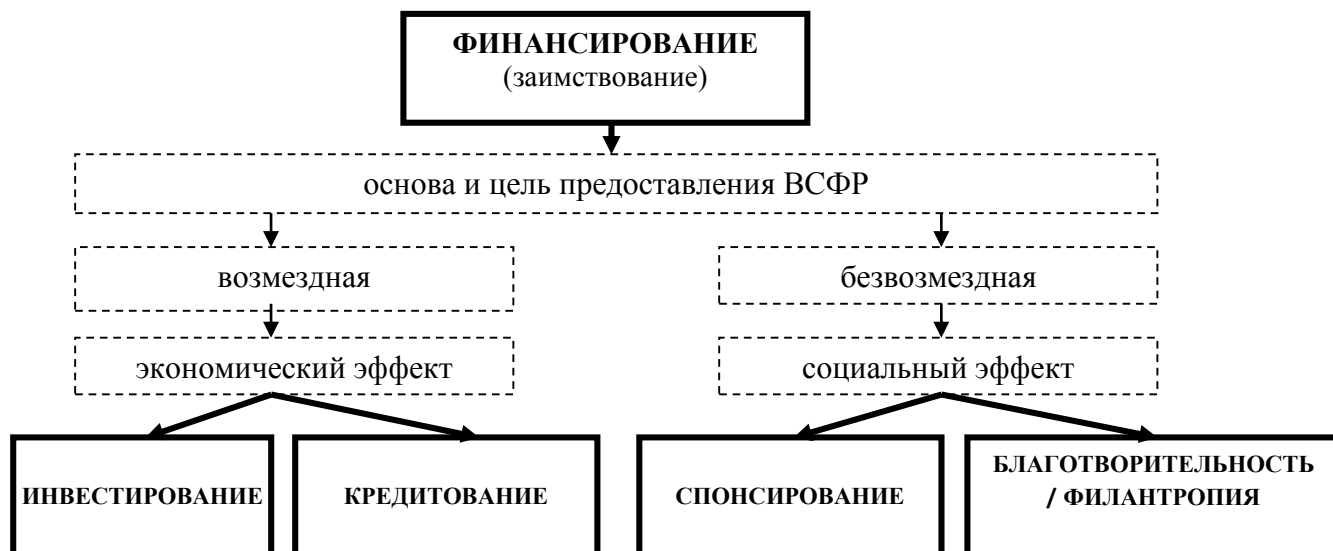 ФИНАНСИРОВАНИЕ
(заимствование)
основа и цель предоставления ВСФР
возмездная
безвозмездная
экономический эффект
социальный эффект
ИНВЕСТИРОВАНИЕ
КРЕДИТОВАНИЕ
СПОНСИРОВАНИЕ
БЛАГОТВОРИТЕЛЬНОСТЬ
/ ФИЛАНТРОПИЯ